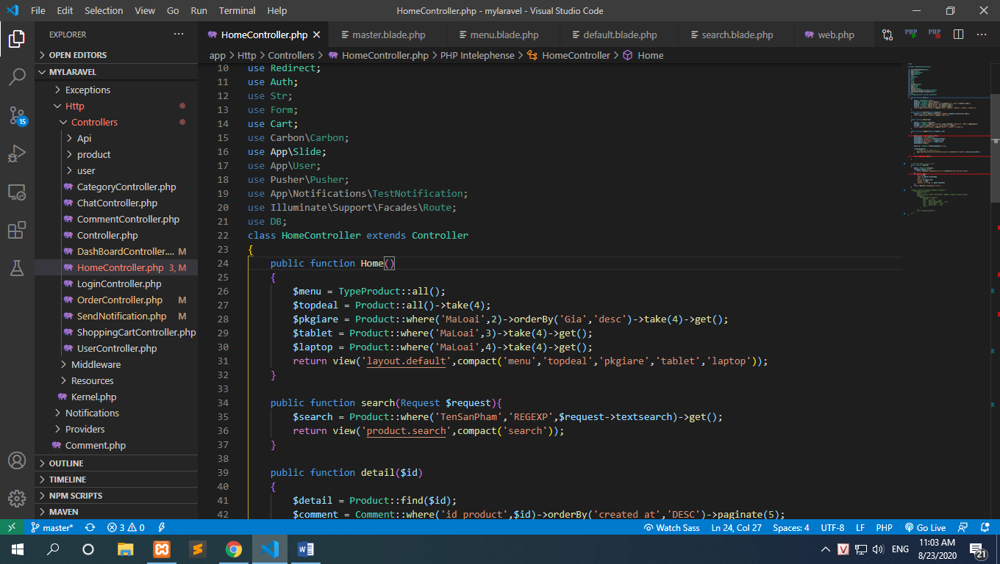 File Edit Selection View Go Run Terminal Help HomeController.php - mylaravel - Visual Studio Code
EXPLORER
OPEN EDITORS
MYLARAVEL
Exceptions
Http
Controllers
Api
product
user
CategoryController.php
ChatController.php
CommentController.php
Controller.php
DashBoardController.... M
HomeController.php 3, M
LoginController.php
OrderController.php M
SendNotification.php M
ShoppingCartController.php
UserController.php
Middleware
Resources
Kernel.php
Notifications
Providers
Comment.php
OUTLINE
TIMELINE
NPM SCRIPTS
MAVEN
15
HomeController.php master.blade.php menu.blade.php default.blade.php search.blade.php web.php
app > Http > Controllers > HomeController.php > PHP Intelephense > HomeController > Home
10 use Redirect;
11 use Auth;
12 use Str;
13 use Form;
14 use Cart;
15 use Carbon\Carbon;
16 use App\Slide;
17 use App\User;
18 use Pusher\Pusher;
19 use App\Notifications\TestNotification;
20 use Illuminate\Support\Facades\Route;
21 use DB;
22 class HomeController extends Controller
23 {
24 public function Home()
25 {
26 $menu = TypeProduct::all();
27 $topdeal = Product::all()->take(4);
28 $pkgiare = Product::where('MaLoai',2)->orderBy('Gia','desc')->take(4)->get();
29 $tablet = Product::where('MaLoai',3)->take(4)->get();
30 $laptop = Product::where('MaLoai',4)->take(4)->get();
31 return view('layout.default',compact('menu','topdeal','pkgiare','tablet','laptop'));
32 }
33
34 public function search(Request $request){
35 $search = Product::where('TenSanPham','REGEXP',$request->textsearch)->get();
36 return view('product.search',compact('search'));
37 }
38
39 public function detail($id)
40 {
41 $detail = Product::find($id);
42 $comment = Comment::where('id_product',$id)->orderBy('created_at','DESC')->paginate(5);
master* 3 0 Watch Sass Ln 24, Col 27 Spaces: 4 UTF-8 LF PHP Go Live
ENG 11:03 AM
8/23/2020 21